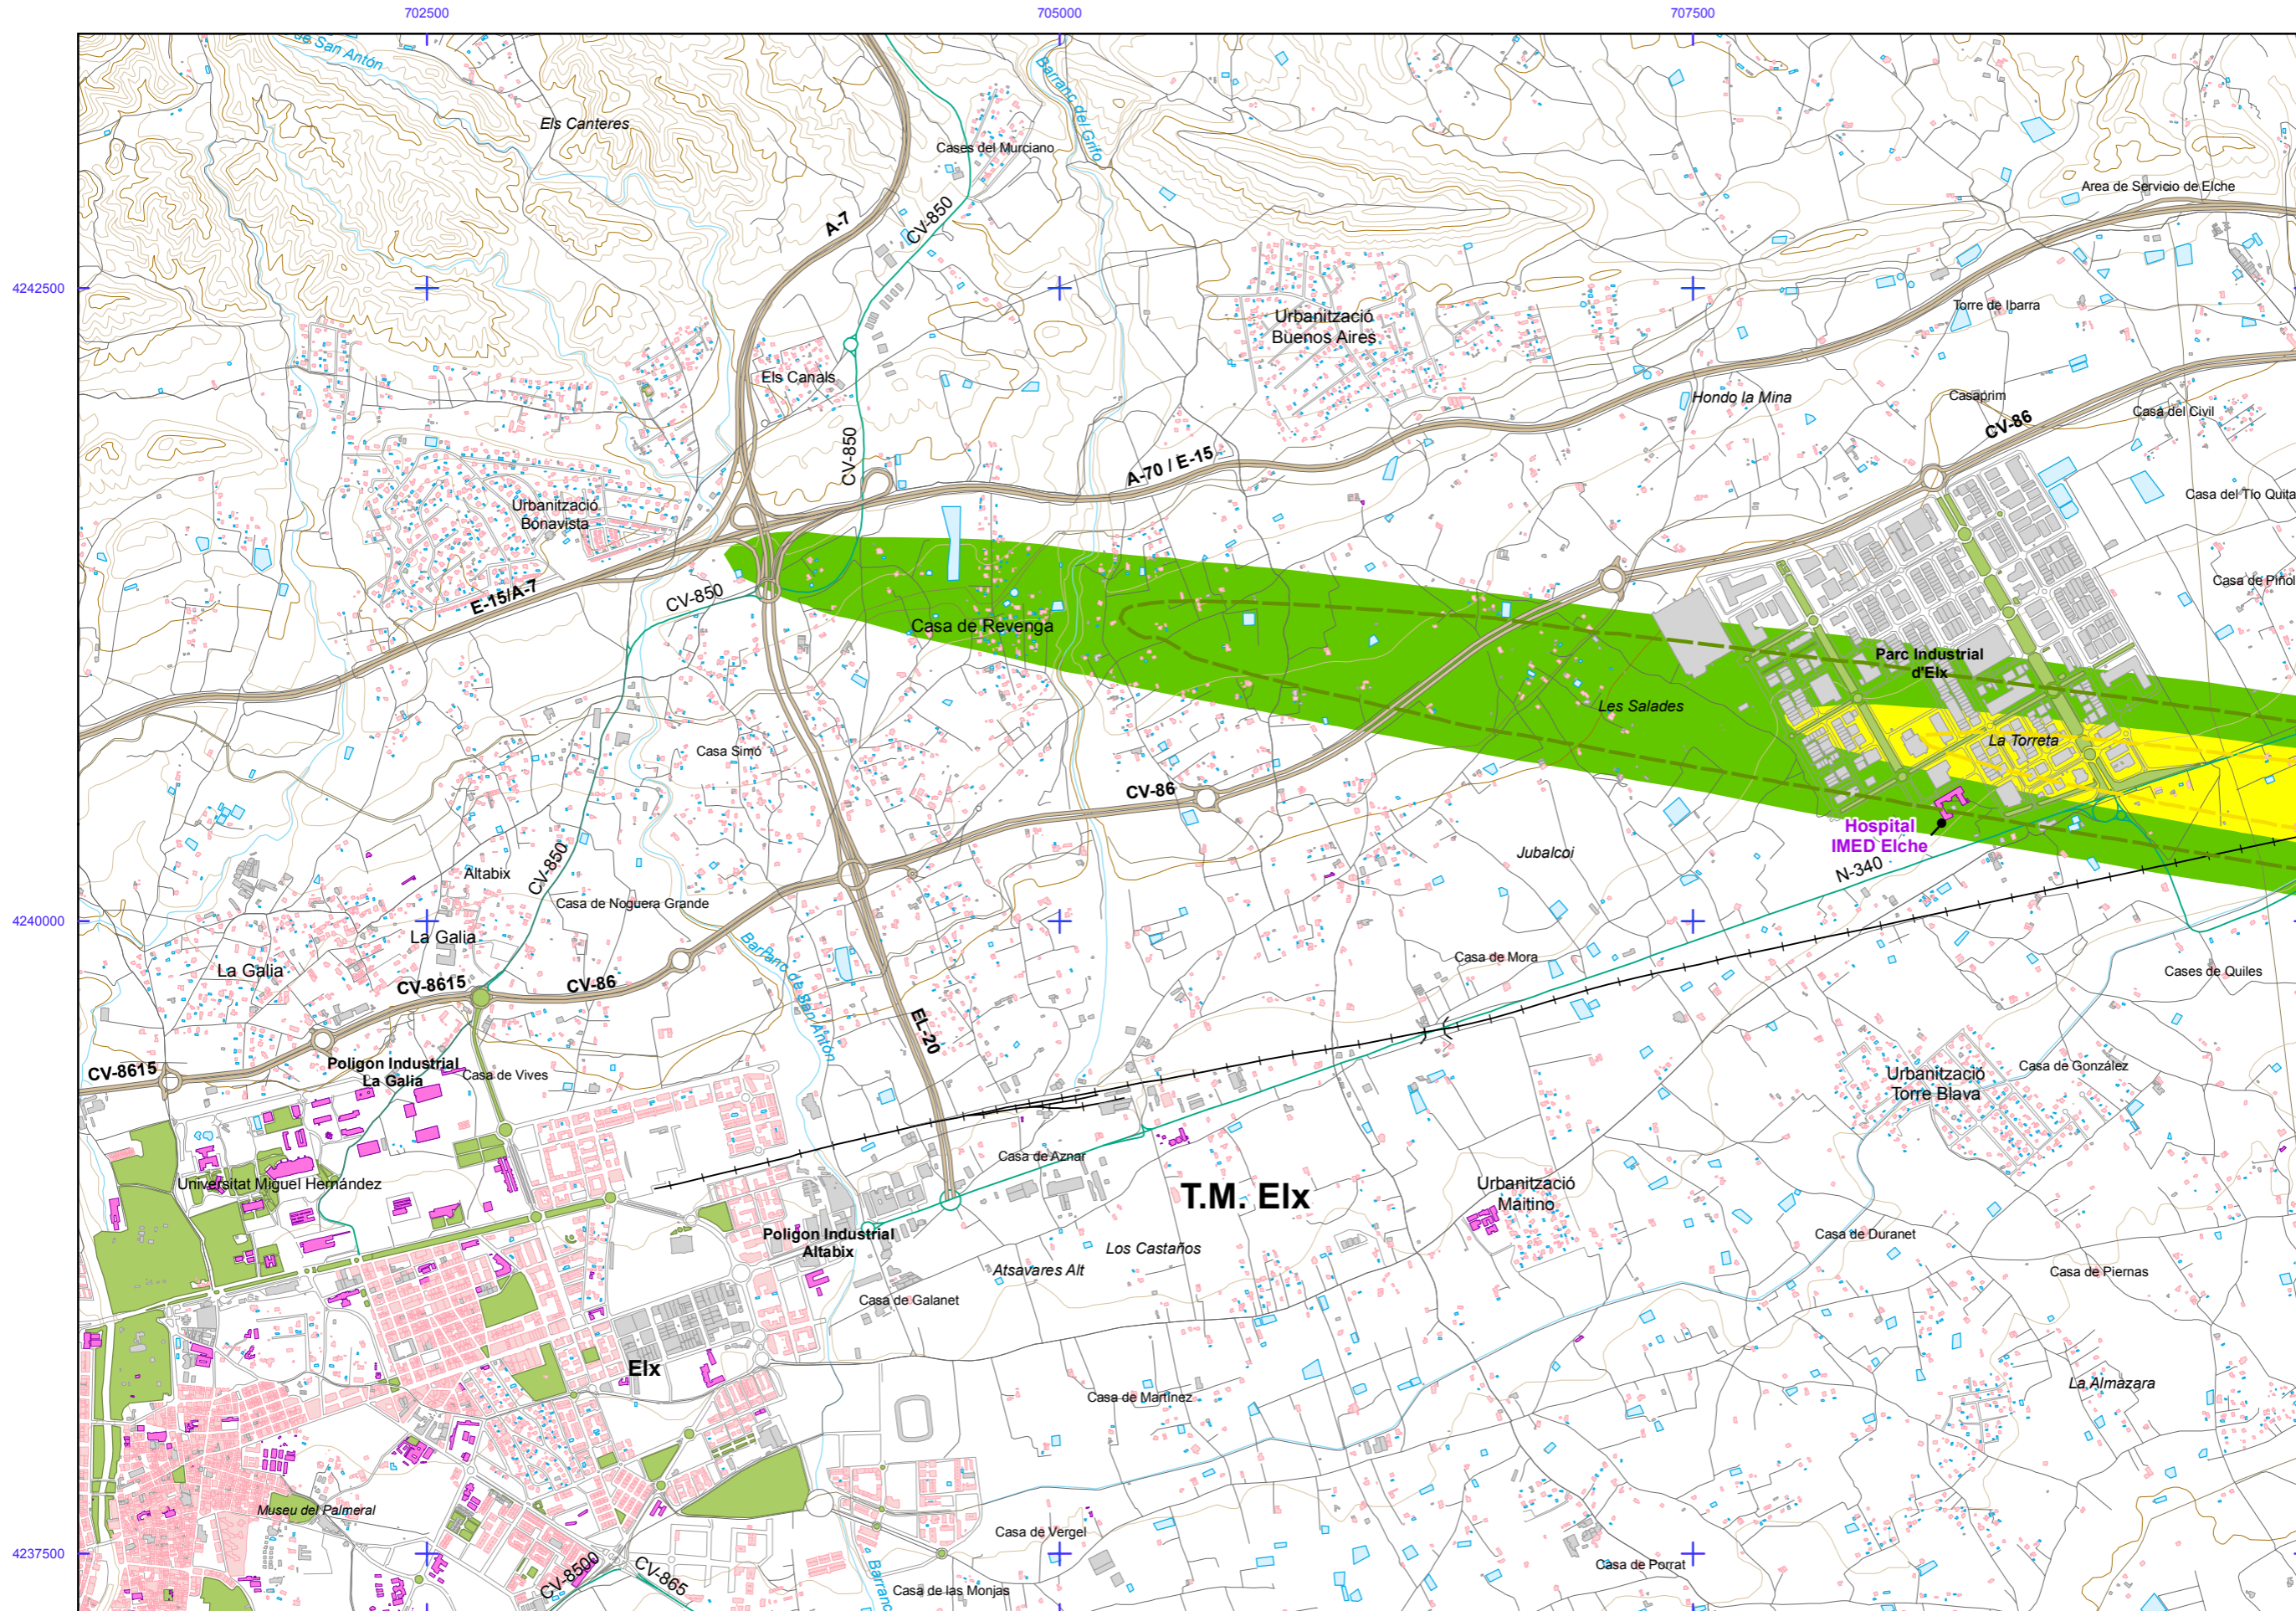 702500
705000
707500
de San Antón
Barranc del Grifo
Els Canteres
Cases del Murciano
Area de Servicio de Elche
A-7
CV-850
4242500
Torre de Ibarra
Urbanització
Buenos Aires
Els Canals
Hondo la Mina
Casaprim
Casa del Civil
CV-86
CV-850
A-70 / E-15
Casa del Tío Quita
Urbanització
Bonavista
Casa de Piñol
E-15/A-7
CV-850
Casa de Revenga
Parc Industrial
d'Elx
Les Salades
La Torreta
Casa Simó
CV-86
Hospital
IMED Elche
Jubalcoi
N-340
Altabix
CV-850
Casa de Noguera Grande
4240000
La Galia
Barranc de San Antón
Casa de Mora
La Galia
CV-8615
CV-86
Cases de Quiles
EL-20
CV-8615
Poligon Industrial
La Galia
Casa de Vives
Casa de González
Urbanització
Torre Blava
Casa de Aznar
Universitat Miguel Hernández
T.M. Elx
Urbanització
Maitino
Poligon Industrial
Altabix
Los Castaños
Casa de Duranet
Atsavares Alt
Casa de Piernas
Casa de Galanet
Elx
Casa de Martínez
La Almazara
Museu del Palmeral
Casa de Vergel
4237500
CV-8500
CV-865
Casa de Porrat
Casa de las Monjas
Barranc